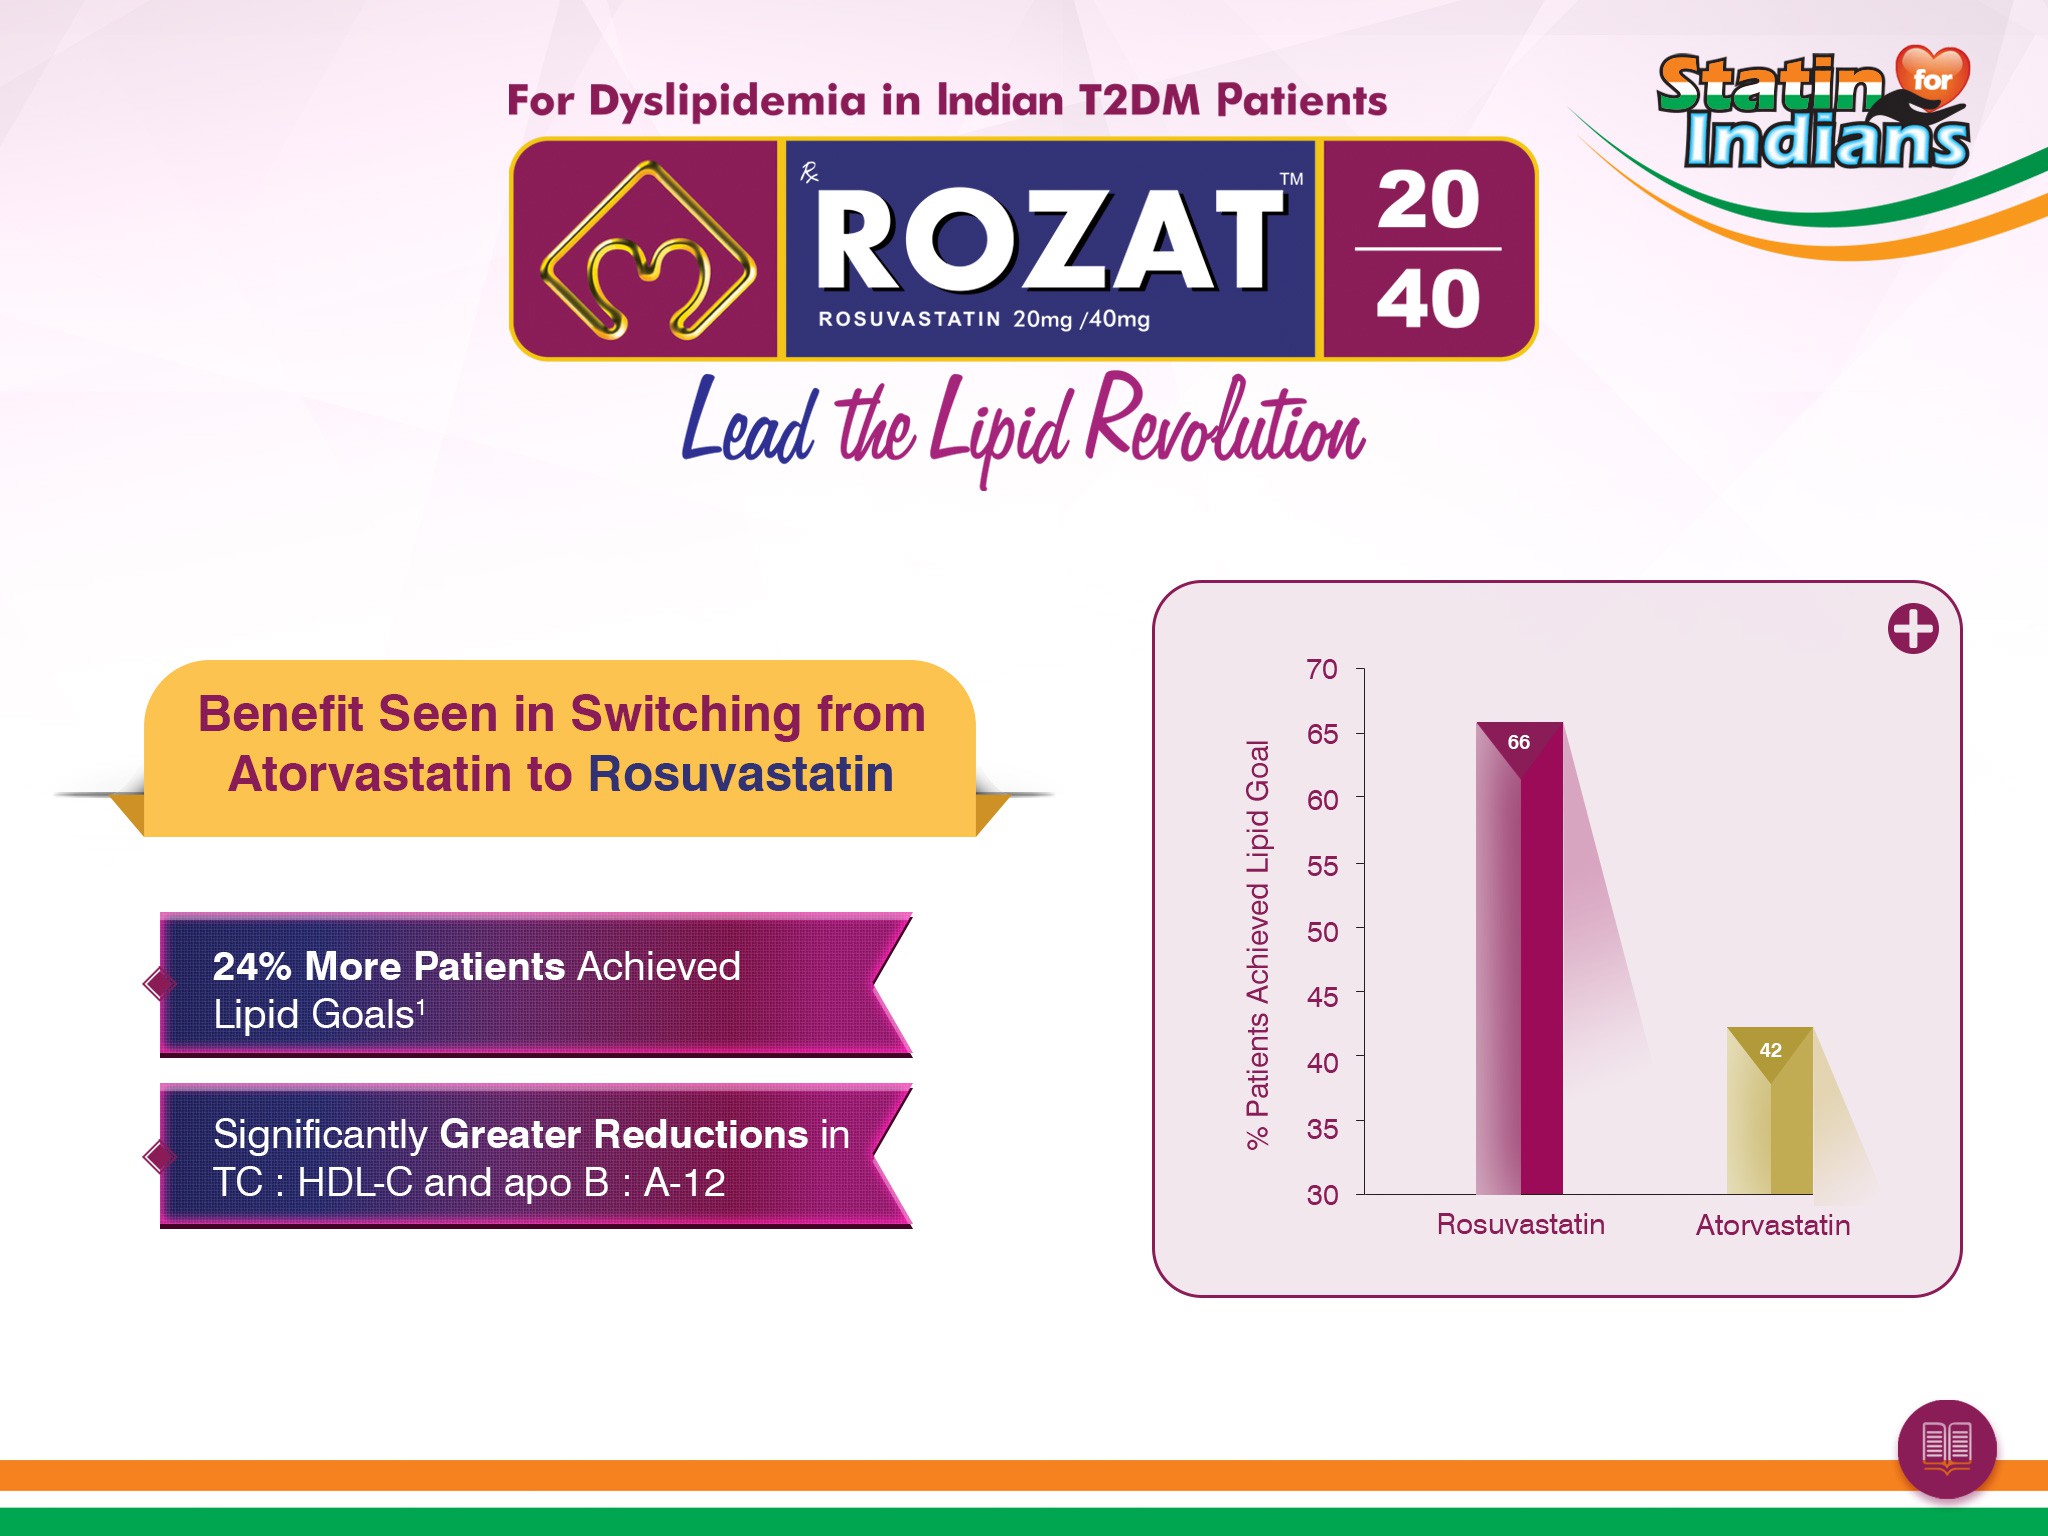 For Dyslipidemia in Indian T2DM Patients
Statin for
Indians
Rx ROZAT™
ROSUVASTATIN 20mg /40mg
20
40
Lead the Lipid Revolution
Benefit Seen in Switching from
Atorvastatin to Rosuvastatin
24% More Patients Achieved
Lipid Goals¹
Significantly Greater Reductions in
TC : HDL-C and apo B : A-12
% Patients Achieved Lipid Goal
70
65
60
55
50
45
40
35
30
66
42
Rosuvastatin
Atorvastatin